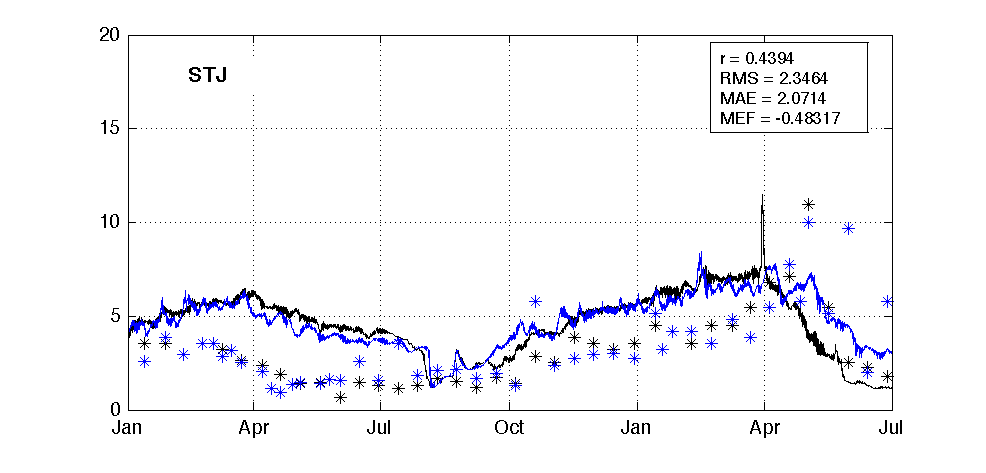 20
STJ
r = 0.4394
RMS = 2.3464
MAE = 2.0714
MEF = -0.48317
15
10
5
0
Jan Apr Jul Oct Jan Apr Jul